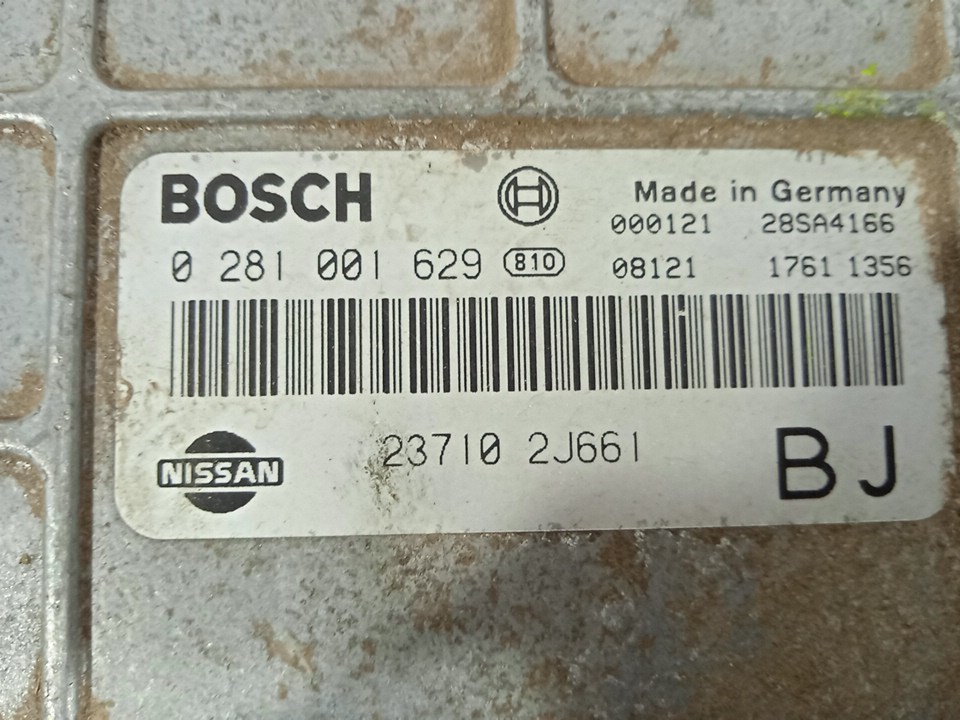 BOSCH
Made in Germany
000121 28SA4166
0 281 001 629 810 08121 1761 1356
NISSAN 23710 2J661 BJ